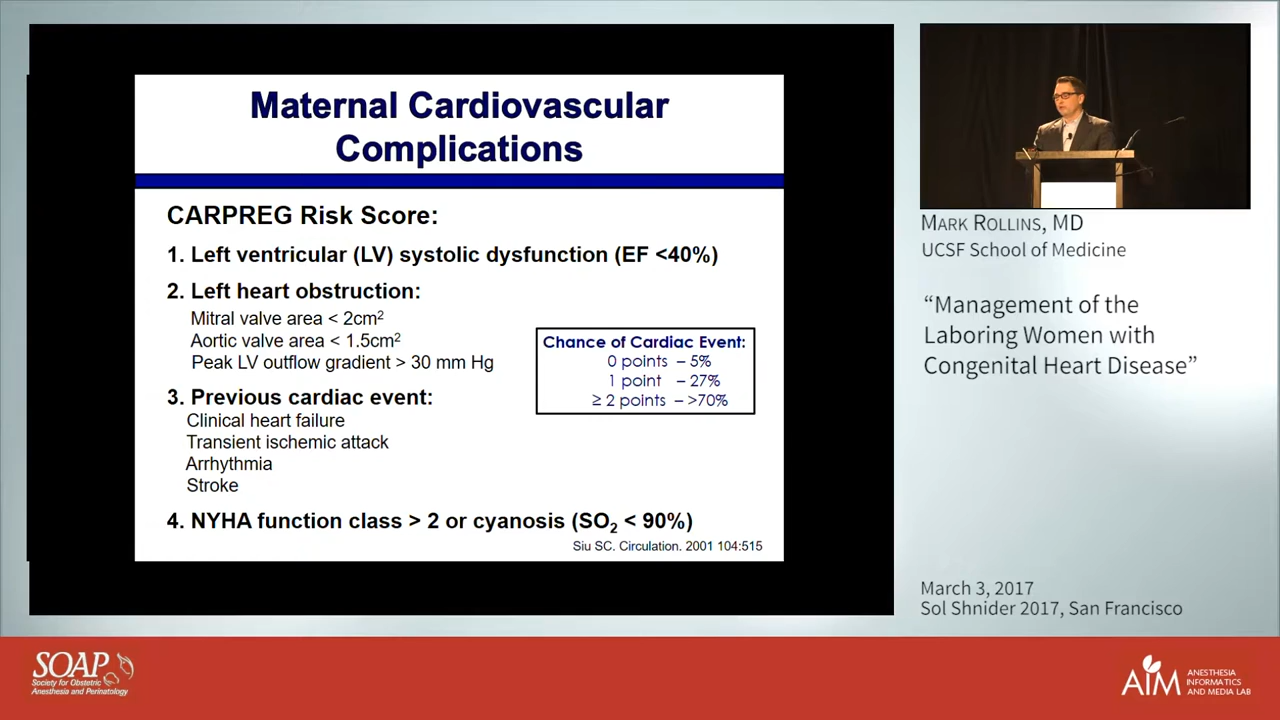 Maternal Cardiovascular
Complications
CARPREG Risk Score:
1. Left ventricular (LV) systolic dysfunction (EF <40%)
2. Left heart obstruction:
Mitral valve area < 2cm²
Aortic valve area < 1.5cm²
Peak LV outflow gradient > 30 mm Hg
Chance of Cardiac Event:
0 points – 5%
1 point – 27%
≥ 2 points – >70%
3. Previous cardiac event:
Clinical heart failure
Transient ischemic attack
Arrhythmia
Stroke
4. NYHA function class > 2 or cyanosis (SO₂ < 90%)
Siu SC. Circulation. 2001 104:515
MARK ROLLINS, MD
UCSF School of Medicine
“Management of the
Laboring Women with
Congenital Heart Disease”
March 3, 2017
Sol Shnider 2017, San Francisco
SOAP
Society for Obstetric
Anesthesia and Perinatology
AIM
ANESTHESIA
INFORMATICS
AND MEDIA LAB